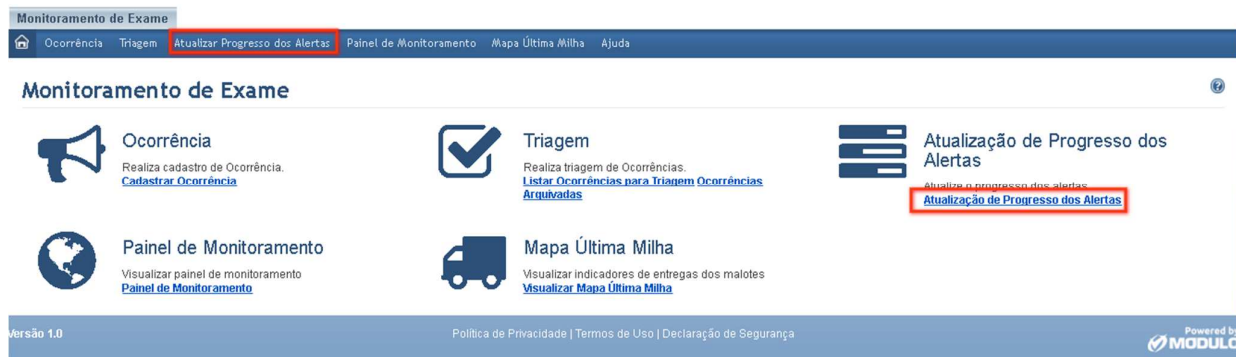 Monitoramento de Exame
Ocorrência Triagem Atualizar Progresso dos Alertas Painel de Monitoramento Mapa Última Milha Ajuda
Monitoramento de Exame
Ocorrência
Realiza cadastro de Ocorrência.
Cadastrar Ocorrência
Triagem
Realiza triagem de Ocorrências.
Listar Ocorrências para Triagem Ocorrências
Arquivadas
Atualização de Progresso dos
Alertas
Atualize o progresso dos alertas
Atualização de Progresso dos Alertas
Painel de Monitoramento
Visualizar painel de monitoramento
Painel de Monitoramento
Mapa Última Milha
Visualizar indicadores de entregas dos malotes
Visualizar Mapa Última Milha
Versão 1.0
Política de Privacidade | Termos de Uso | Declaração de Segurança
Powered by
MODULO